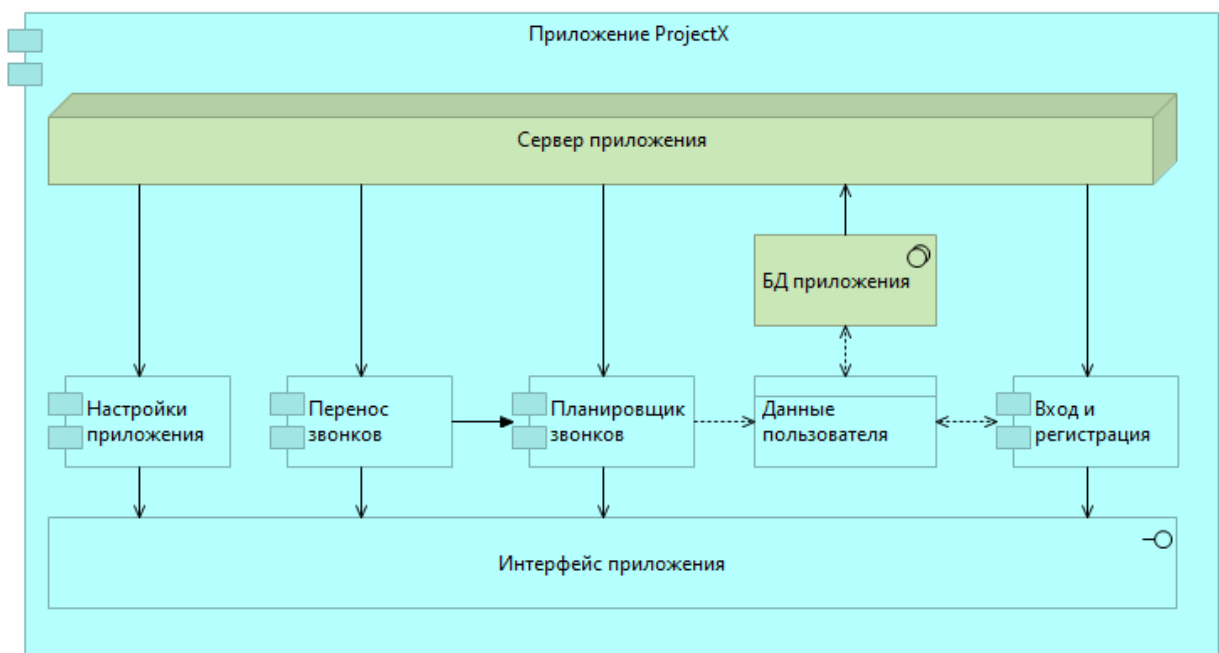 Приложение ProjectX
Сервер приложения
БД приложения
Настройки
приложения
Перенос
звонков
Планировщик
звонков
Данные
пользователя
Вход и
регистрация
Интерфейс приложения